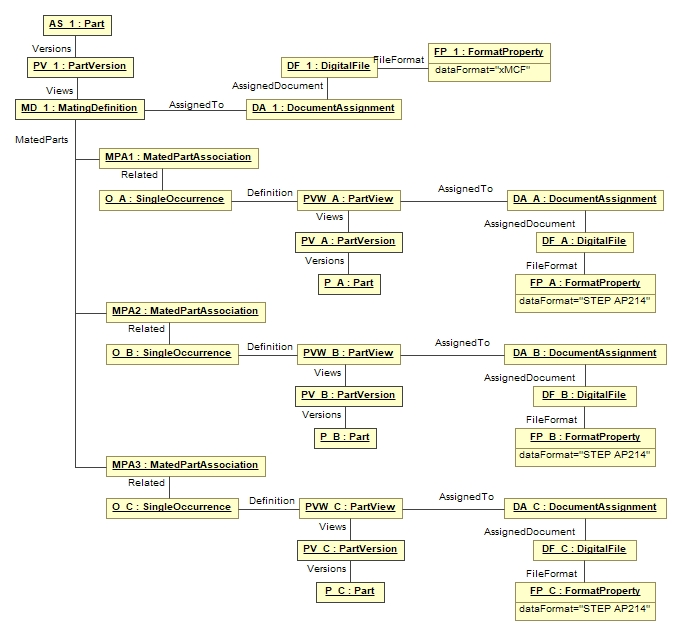 AS_1 : Part
Versions
PV_1 : PartVersion
Views
MD_1 : MatingDefinition
AssignedTo
DA_1 : DocumentAssignment
AssignedDocument
DF_1 : DigitalFile
FileFormat
FP_1 : FormatProperty
dataFormat="xMCF"
MatedParts
MPA1 : MatedPartAssociation
Related
O_A : SingleOccurrence
Definition
PVW_A : PartView
AssignedTo
DA_A : DocumentAssignment
Views
AssignedDocument
PV_A : PartVersion
DF_A : DigitalFile
Versions
FileFormat
P_A : Part
FP_A : FormatProperty
dataFormat="STEP AP214"
MPA2 : MatedPartAssociation
Related
O_B : SingleOccurrence
Definition
PVW_B : PartView
AssignedTo
DA_B : DocumentAssignment
Views
AssignedDocument
PV_B : PartVersion
DF_B : DigitalFile
Versions
FileFormat
P_B : Part
FP_B : FormatProperty
dataFormat="STEP AP214"
MPA3 : MatedPartAssociation
Related
O_C : SingleOccurrence
Definition
PVW_C : PartView
AssignedTo
DA_C : DocumentAssignment
Views
AssignedDocument
PV_C : PartVersion
DF_C : DigitalFile
Versions
FileFormat
P_C : Part
FP_C : FormatProperty
dataFormat="STEP AP214"